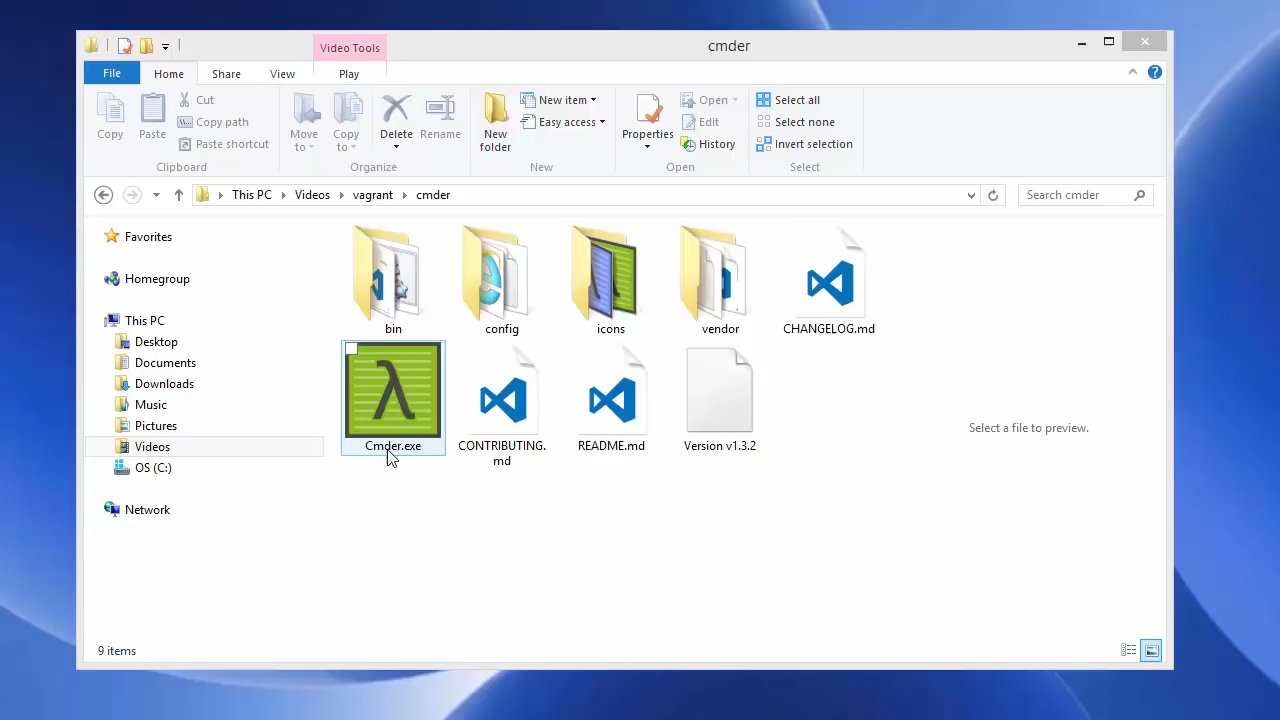 Video Tools
cmder
File
Home
Share
View
Play
Copy
Paste
Cut
Copy path
Paste shortcut
Clipboard
Move to
Copy to
Delete
Rename
Organize
New folder
New item
Easy access
New
Properties
Open
Edit
History
Open
Select all
Select none
Invert selection
Select
This PC
Videos
vagrant
cmder
Search cmder
Favorites
Homegroup
This PC
Desktop
Documents
Downloads
Music
Pictures
Videos
OS (C:)
Network
bin
config
icons
vendor
CHANGELOG.md
λ
Cmder.exe
CONTRIBUTING.
md
README.md
Version v1.3.2
Select a file to preview.
9 items